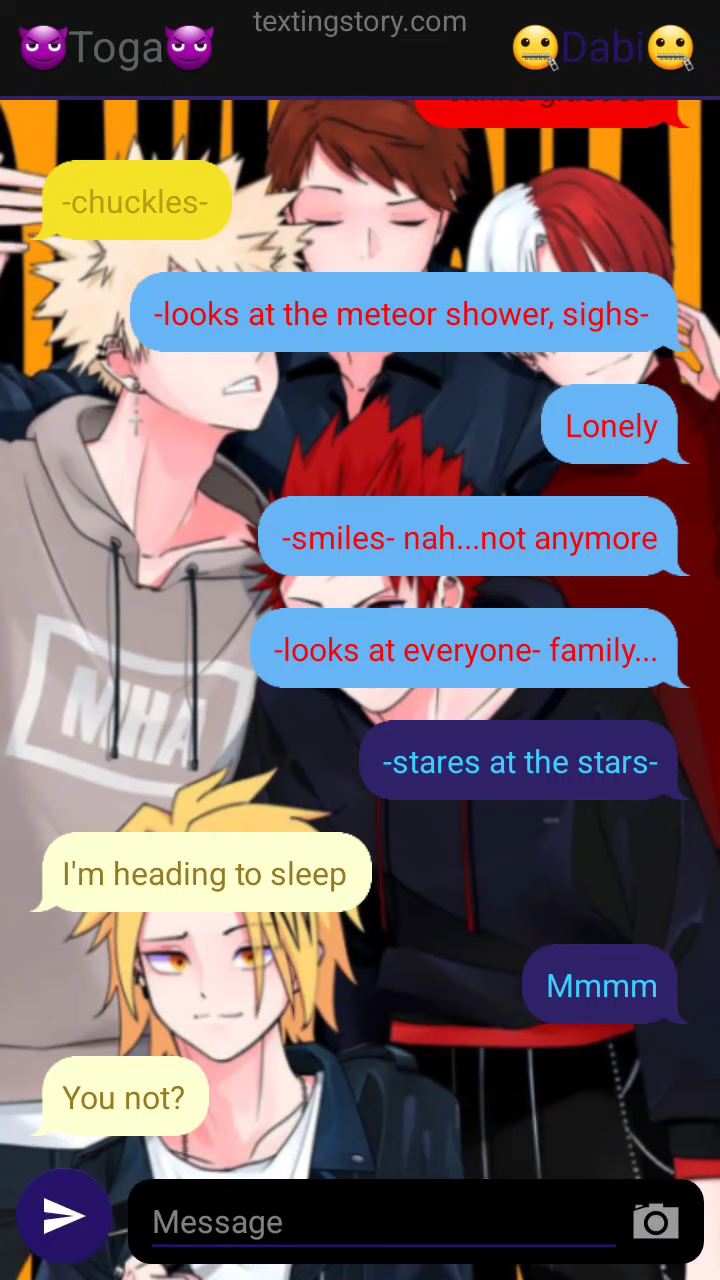 textingstory.com
😈Toga😈
🤐Dabi🤐
-chuckles-
-looks at the meteor shower, sighs-
Lonely
-smiles- nah...not anymore
-looks at everyone- family...
MHA
-stares at the stars-
I'm heading to sleep
Mmmm
You not?
Message